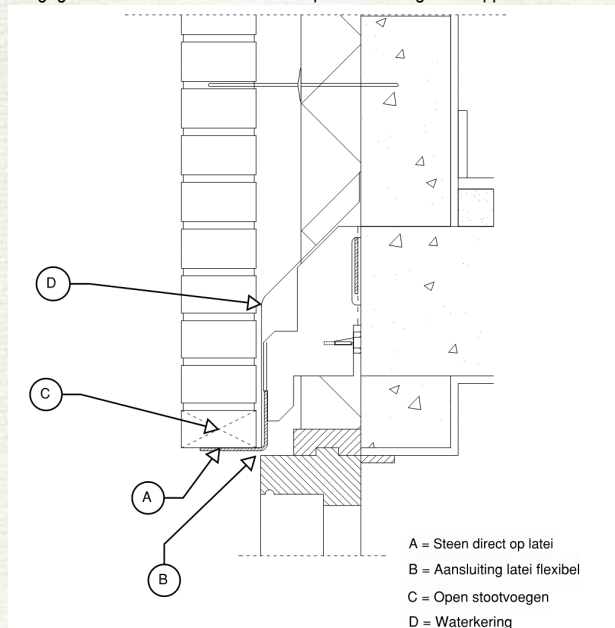 D
C
A
B
A = Steen direct op latei
B = Aansluiting latei flexibel
C = Open stootvoegen
D = Waterkering